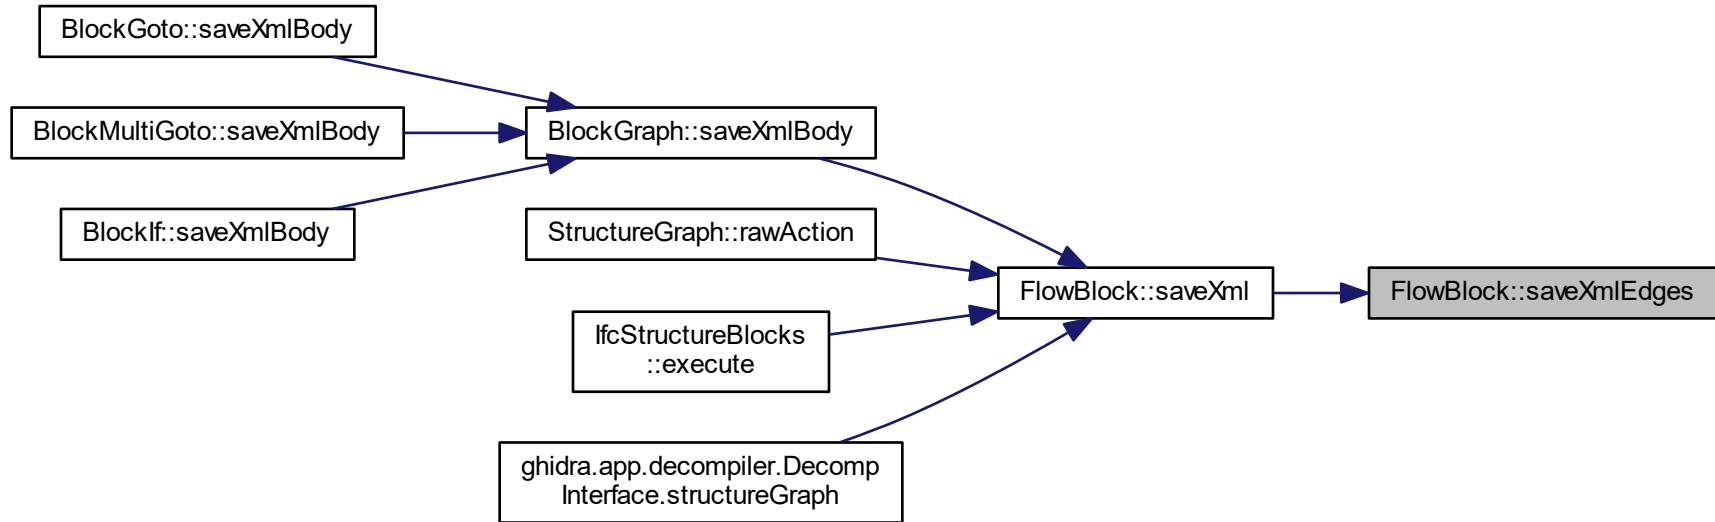 BlockGoto::saveXmlBody
BlockMultiGoto::saveXmlBody
BlockGraph::saveXmlBody
BlockIf::saveXmlBody
StructureGraph::rawAction
FlowBlock::saveXml
FlowBlock::saveXmlEdges
IfcStructureBlocks
::execute
ghidra.app.decompiler.Decomp
Interface.structureGraph